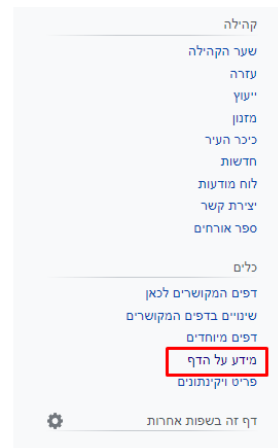 קהילה
שער הקהילה
עזרה
ייעוץ
מזנון
כיכר העיר
חדשות
לוח מודעות
יצירת קשר
ספר אורחים
כלים
דפים המקושרים לכאן
שינויים בדפים המקושרים
דפים מיוחדים
מידע על הדף
פריט ויקינתונים
דף זה בשפות אחרות